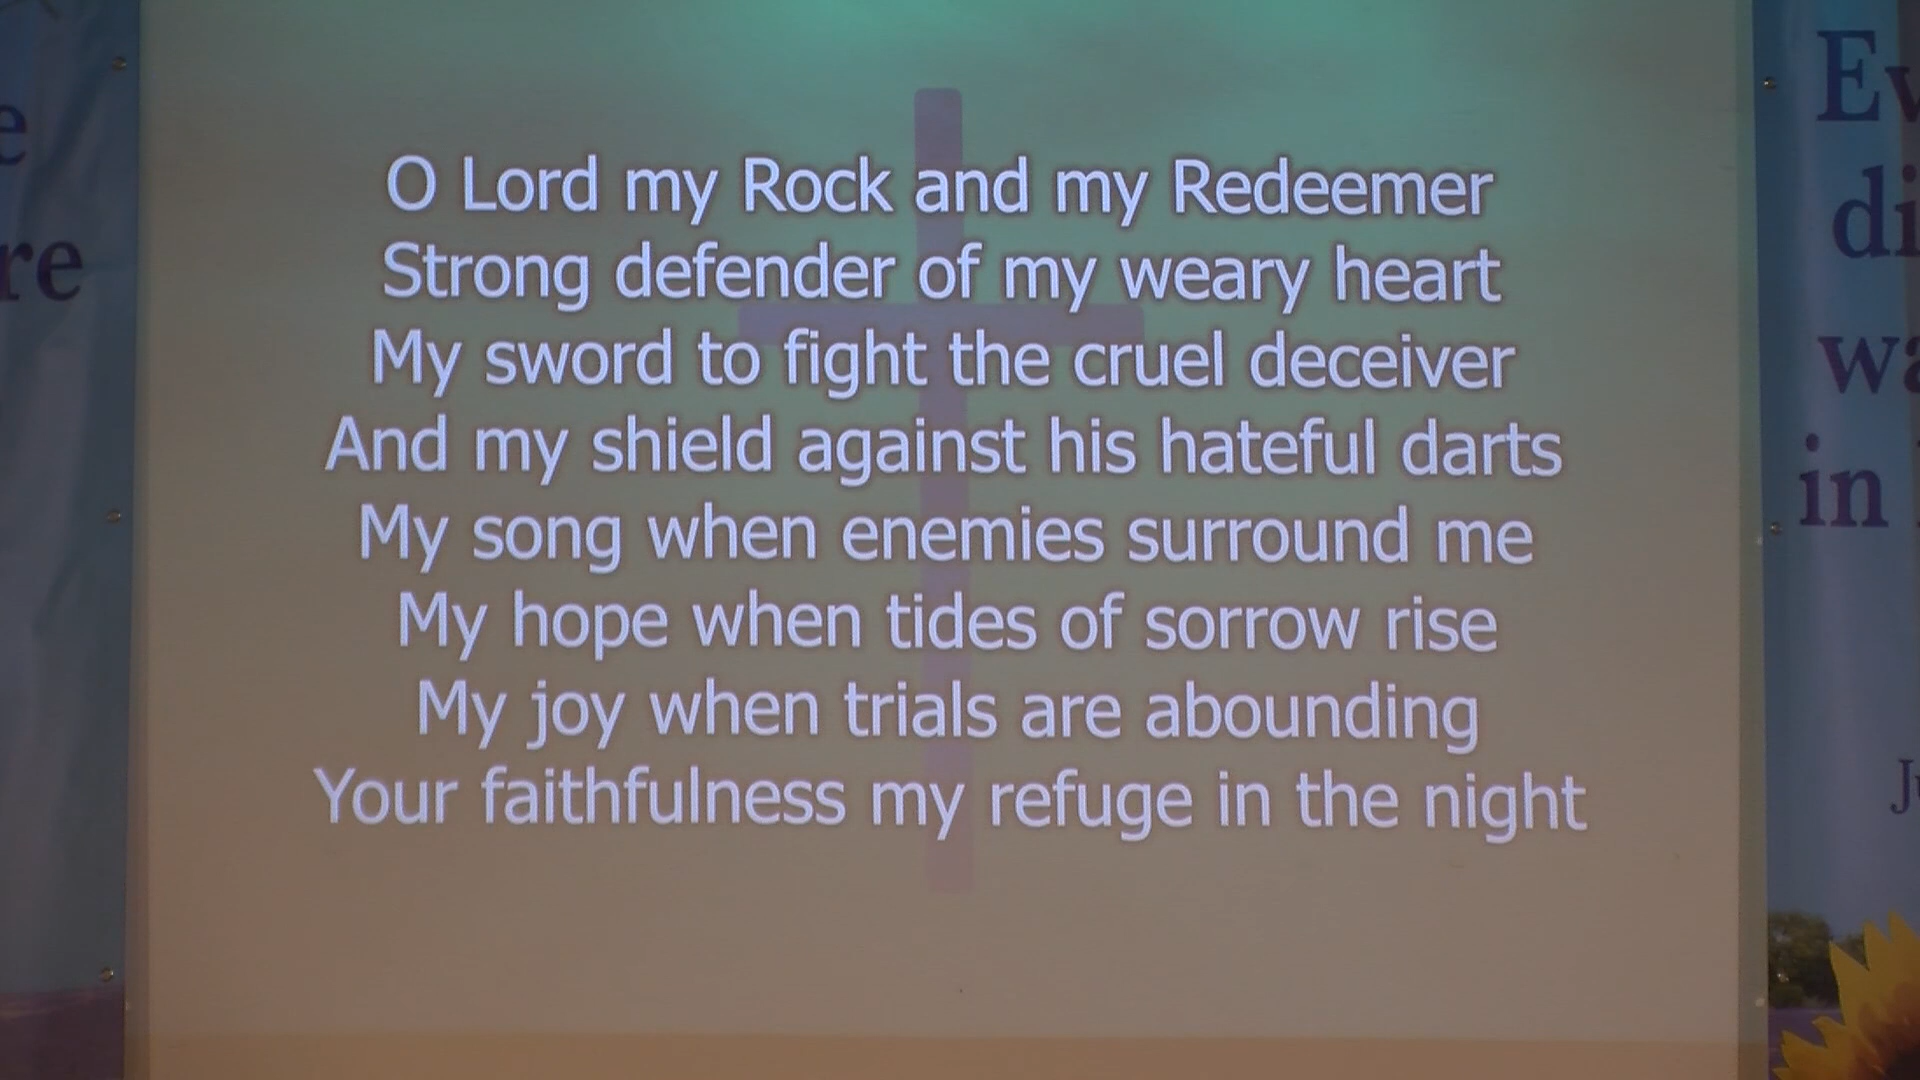 O Lord my Rock and my Redeemer
Strong defender of my weary heart
My sword to fight the cruel deceiver
And my shield against his hateful darts
My song when enemies surround me
My hope when tides of sorrow rise
My joy when trials are abounding
Your faithfulness my refuge in the night
in